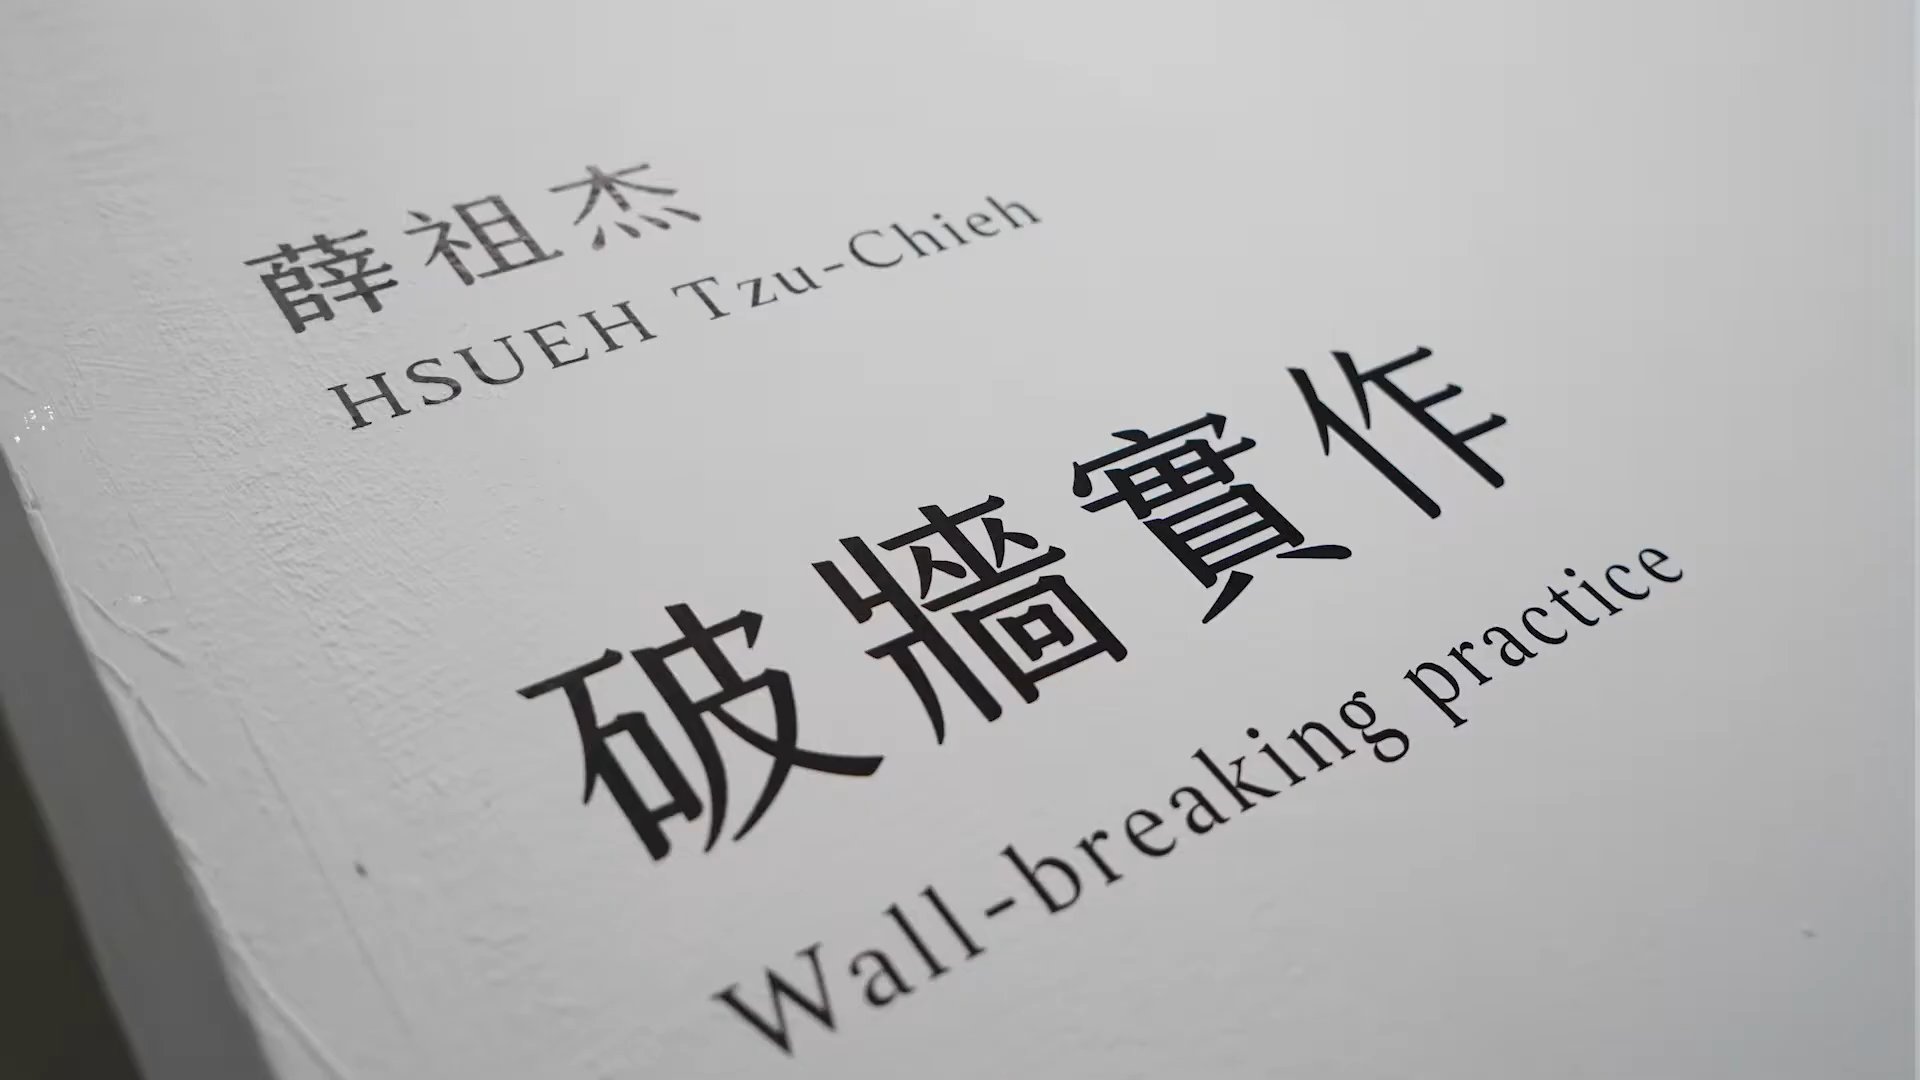 薛祖杰
HSUEH Tzu-Chieh
破牆實作
Wall-breaking practice